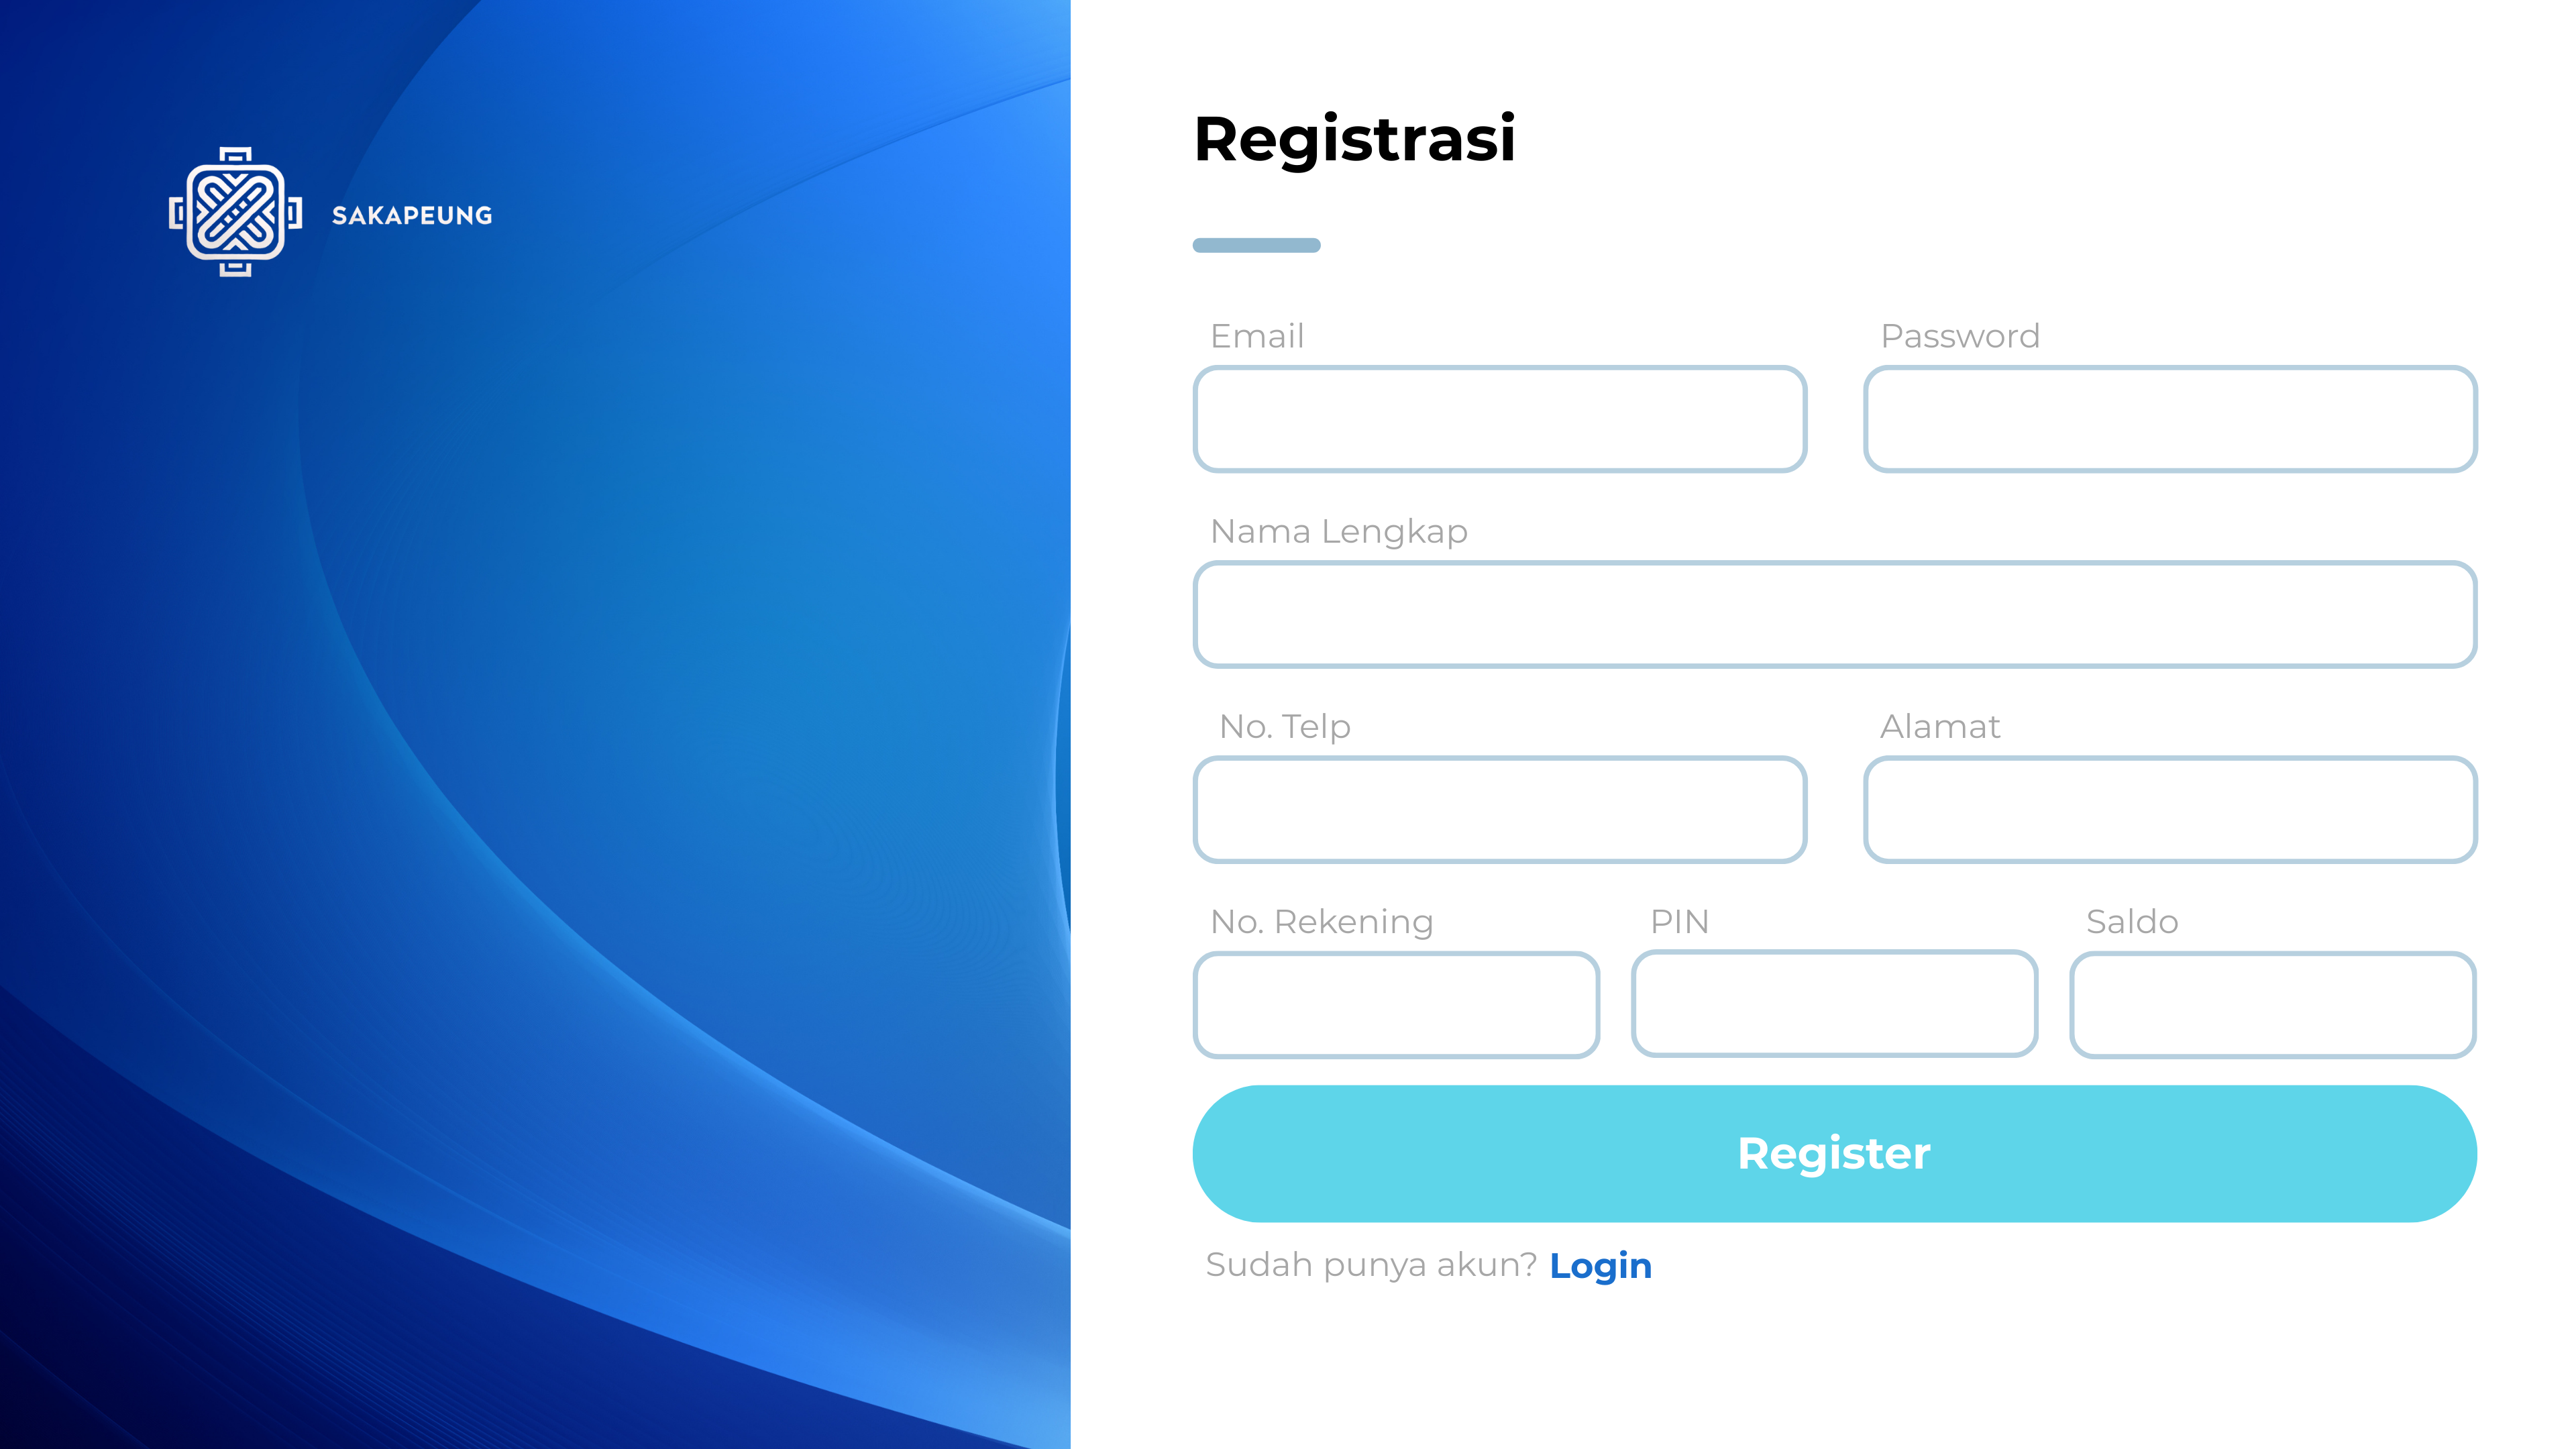 SAKAPEUNG
Registrasi
Email
Password
Nama Lengkap
No. Telp
Alamat
No. Rekening
PIN
Saldo
Register
Sudah punya akun? Login